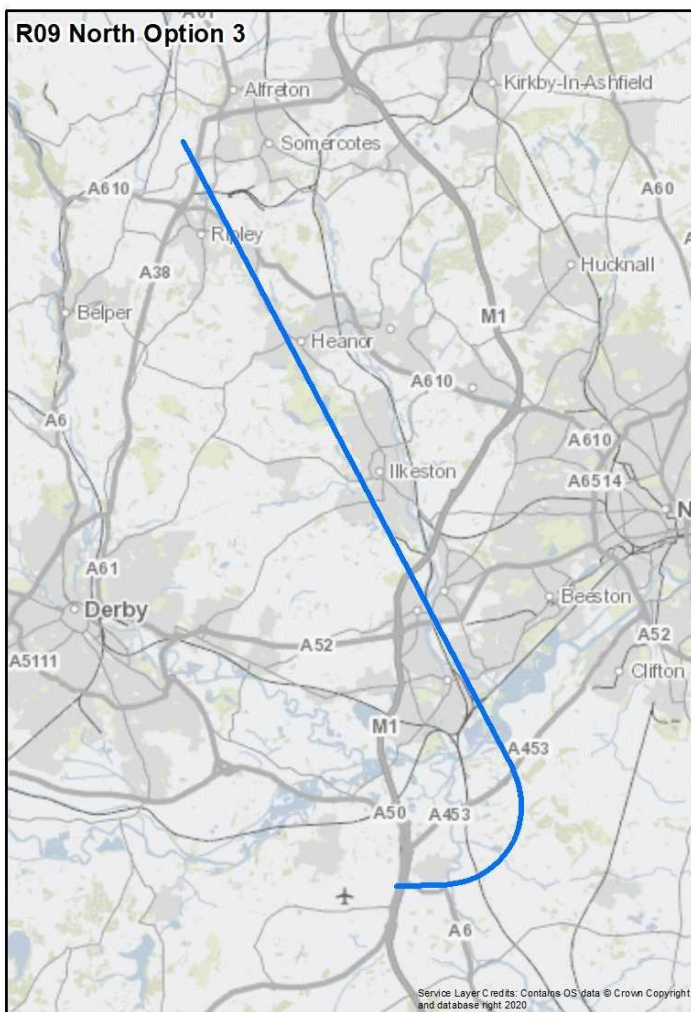 R09 North Option 3
A61
Alfreton
Kirkby-In-Ashfield
Somercotes
A610
A60
Ripley
A38
Hucknall
Belper
M1
Heanor
A610
A6
A610
Ilkeston
A6514
N
A61
Beeston
Derby
A52
A52
A5111
Clifton
M1
A453
A50
A453
A6
Service Layer Credits: Contains OS data © Crown Copyright
and database right 2020